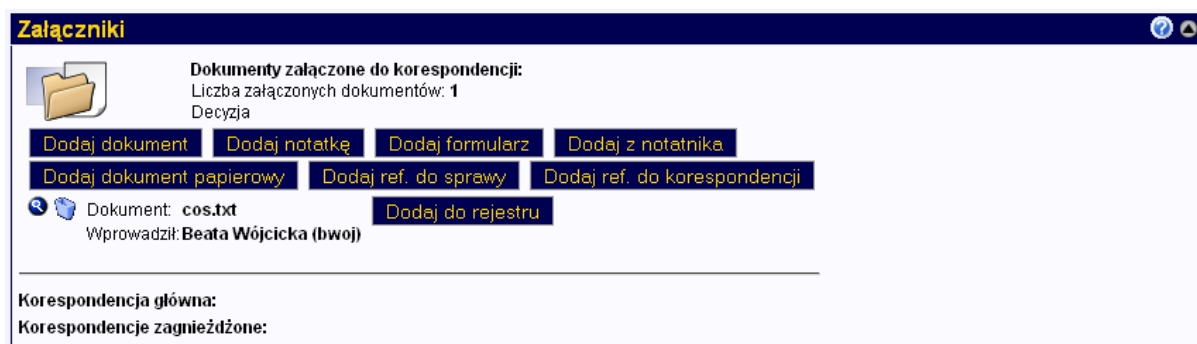 Załączniki
Dokumenty załączone do korespondencji:
Liczba załączonych dokumentów: 1
Decyzja
Dodaj dokument Dodaj notatkę Dodaj formularz Dodaj z notatnika
Dodaj dokument papierowy Dodaj ref. do sprawy Dodaj ref. do korespondencji
Dokument: cos.txt Dodaj do rejestru
Wprowadził: Beata Wójcicka (bwoj)
Korespondencja główna:
Korespondencje zagnieżdżone: